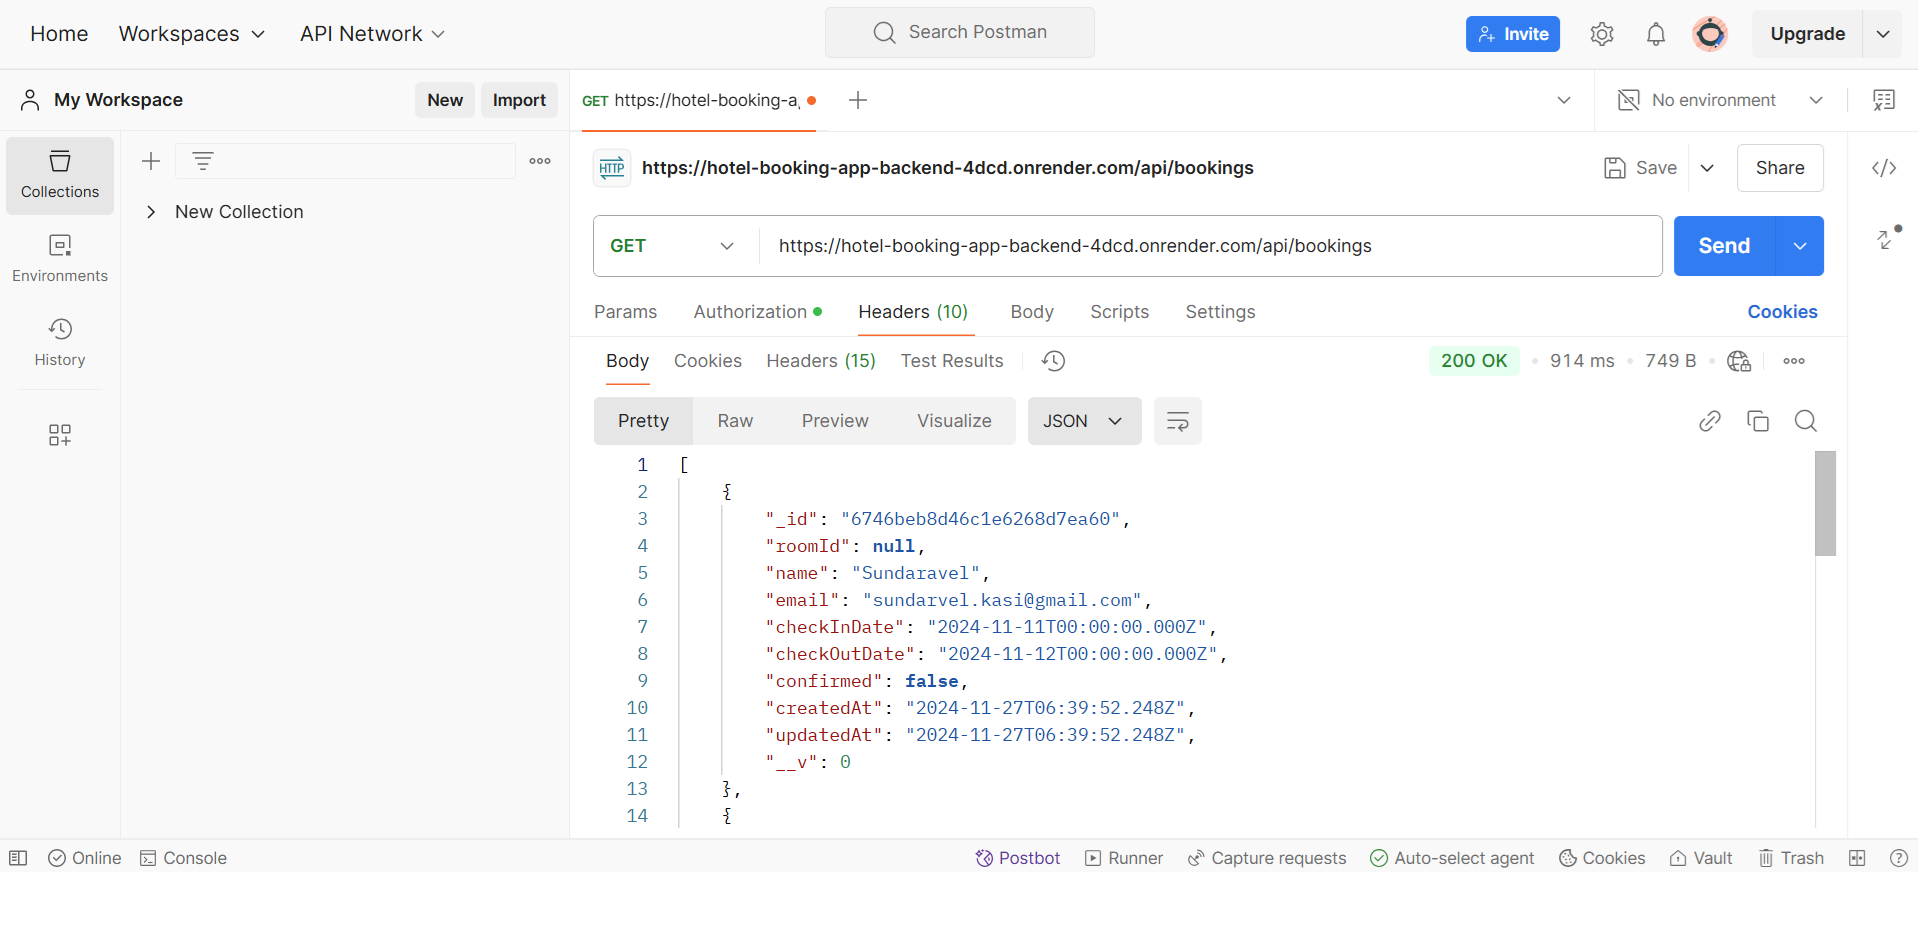 Home Workspaces API Network Search Postman Invite Upgrade
My Workspace New Import GET https://hotel-booking-a No environment
Collections
Environments
History
New Collection
HTTP https://hotel-booking-app-backend-4dcd.onrender.com/api/bookings Save Share
GET https://hotel-booking-app-backend-4dcd.onrender.com/api/bookings Send
Params Authorization Headers (10) Body Scripts Settings Cookies
Body Cookies Headers (15) Test Results 200 OK 914 ms 749 B
Pretty Raw Preview Visualize JSON
1 [
2 {
3 "_id": "6746beb8d46c1e6268d7ea60",
4 "roomId": null,
5 "name": "Sundaravel",
6 "email": "sundarvel.kasi@gmail.com",
7 "checkInDate": "2024-11-11T00:00:00.000Z",
8 "checkOutDate": "2024-11-12T00:00:00.000Z",
9 "confirmed": false,
10 "createdAt": "2024-11-27T06:39:52.248Z",
11 "updatedAt": "2024-11-27T06:39:52.248Z",
12 "__v": 0
13 },
14 {
Online Console Postbot Runner Capture requests Auto-select agent Cookies Vault Trash